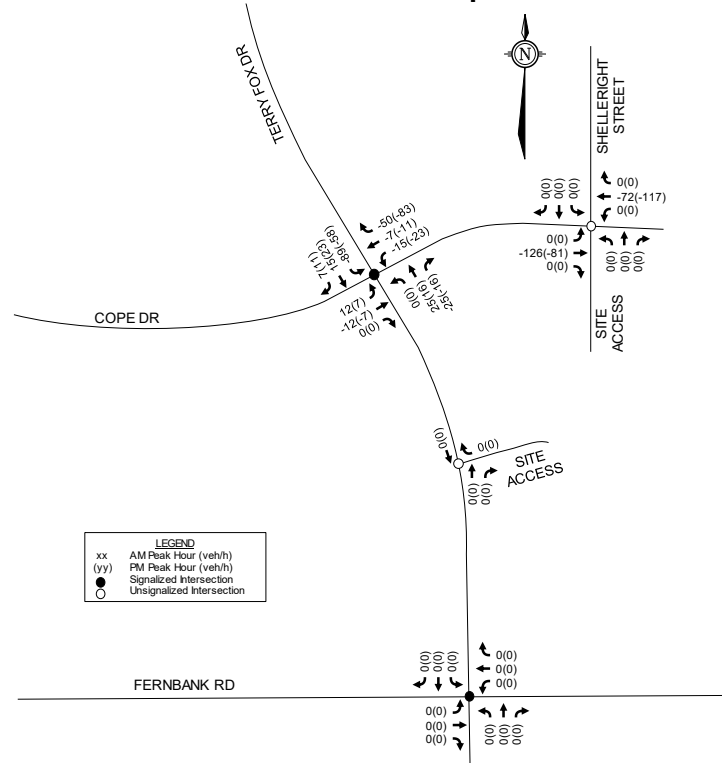 N
TERRY FOX DR
SHELLERIGHT
STREET
0(0)
0(0)
0(0)
0(0)
-72(-117)
0(0)
0(0)
-126(-81)
0(0)
0(0)
0(0)
0(0)
SITE
ACCESS
-50(-83)
-7(-11)
-15(-23)
7(11)
15(23)
-89(-58)
12(7)
-12(-7)
0(0)
0(0)
25(16)
-25(-16)
COPE DR
0(0)
0(0)
SITE
ACCESS
0(0)
0(0)
LEGEND
xx AM Peak Hour (veh/h)
(yy) PM Peak Hour (veh/h)
Signalized Intersection
Unsignalized Intersection
FERNBANK RD
0(0)
0(0)
0(0)
0(0)
0(0)
0(0)
0(0)
0(0)
0(0)
0(0)
0(0)
0(0)